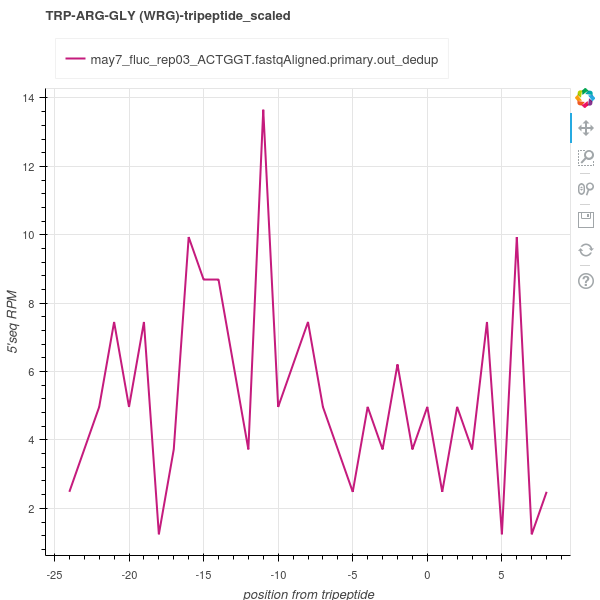 TRP-ARG-GLY (WRG)-tripeptide_scaled
may7_fluc_rep03_ACTGGT.fastqAligned.primary.out_dedup
14
12
10
8
6
4
2
5'seq RPM
-25 -20 -15 -10 -5 0 5
position from tripeptide